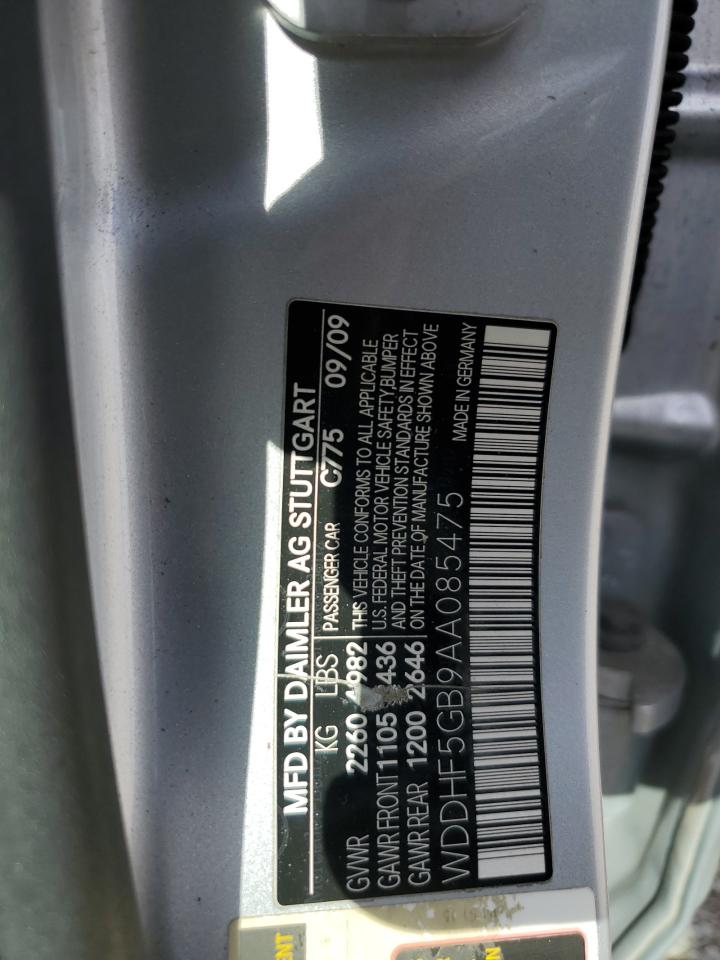 MFD BY DAIMLER AG STUTTGART
KG LBS PASSENGER CAR C775 09/09
GVWR 2260 4982 THIS VEHICLE CONFORMS TO ALL APPLICABLE
GAWR FRONT 1105 2436 U.S. FEDERAL MOTOR VEHICLE SAFETY,BUMPER
GAWR REAR 1200 2646 AND THEFT PREVENTION STANDARDS IN EFFECT
ON THE DATE OF MANUFACTURE SHOWN ABOVE
WDDHF5GB9AA085475 MADE IN GERMANY